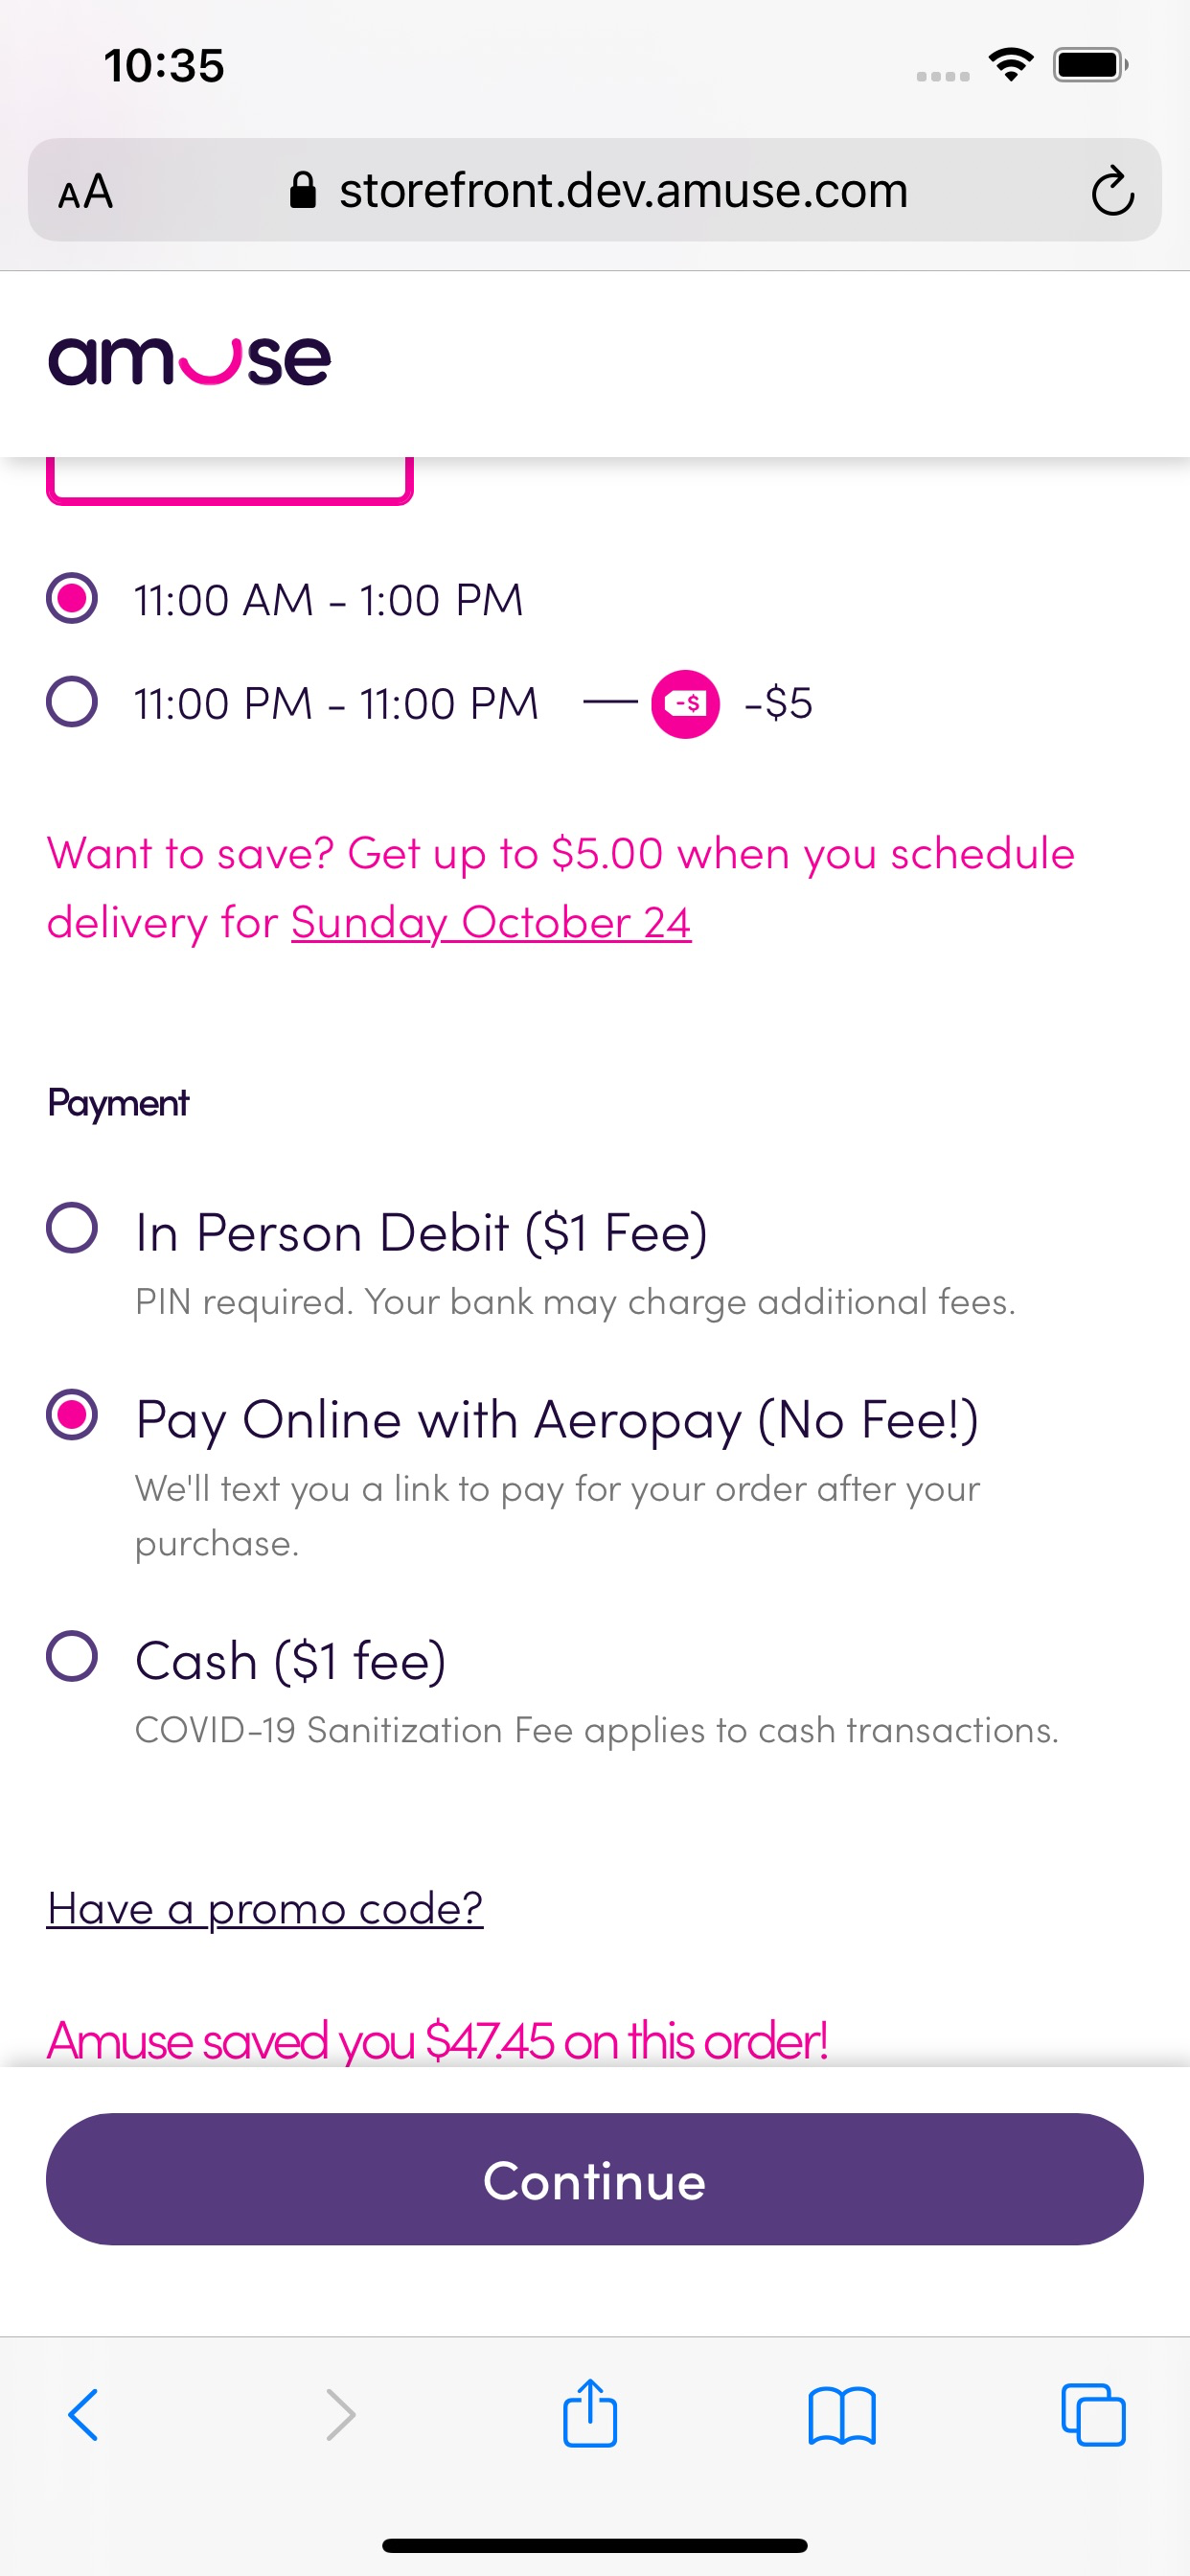 10:35
AA storefront.dev.amuse.com
amuse
11:00 AM - 1:00 PM
11:00 PM - 11:00 PM -$ -$5
Want to save? Get up to $5.00 when you schedule
delivery for Sunday October 24
Payment
In Person Debit ($1 Fee)
PIN required. Your bank may charge additional fees.
Pay Online with Aeropay (No Fee!)
We'll text you a link to pay for your order after your
purchase.
Cash ($1 fee)
COVID-19 Sanitization Fee applies to cash transactions.
Have a promo code?
Amuse saved you $47.45 on this order!
Continue